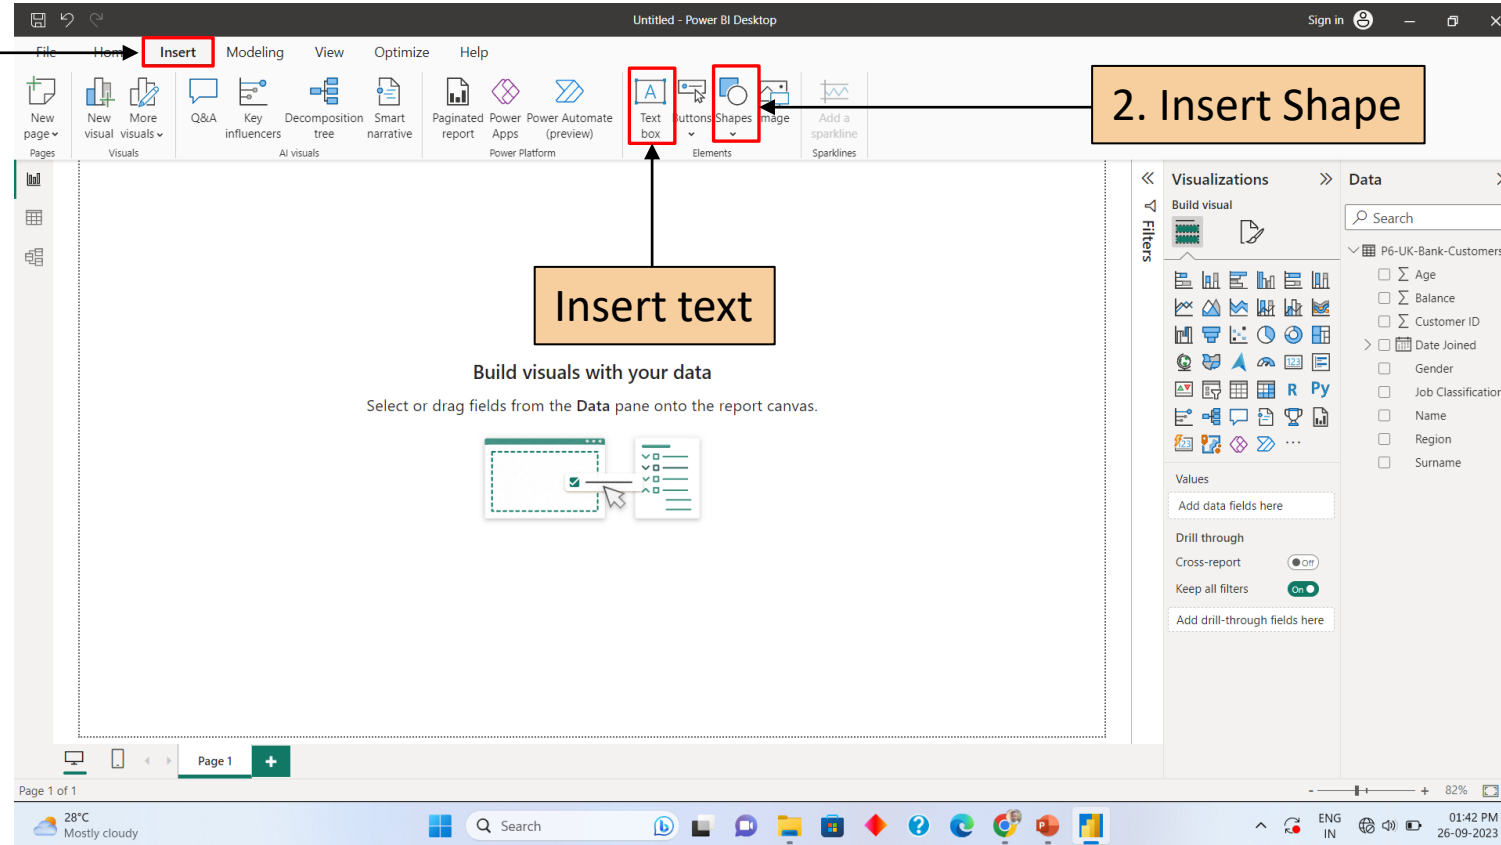 Untitled - Power BI Desktop
Sign in
File Home Insert Modeling View Optimize Help
New page
New visual
More visuals
Q&A
Key influencers
Decomposition tree
Smart narrative
Paginated report
Power Apps
Power Automate (preview)
Text box
Buttons
Shapes
Image
Add a sparkline
Pages
Visuals
AI visuals
Power Platform
Elements
Sparklines
2. Insert Shape
Insert text
Build visuals with your data
Select or drag fields from the Data pane onto the report canvas.
Filters
Visualizations
Build visual
123
R
Py
123
Values
Add data fields here
Drill through
Cross-report
Off
Keep all filters
On
Add drill-through fields here
Data
Search
P6-UK-Bank-Customers
Age
Balance
Customer ID
Date Joined
Gender
Job Classification
Name
Region
Surname
Page 1
Page 1 of 1
82%
28°C
Mostly cloudy
Search
ENG
IN
01:42 PM
26-09-2023